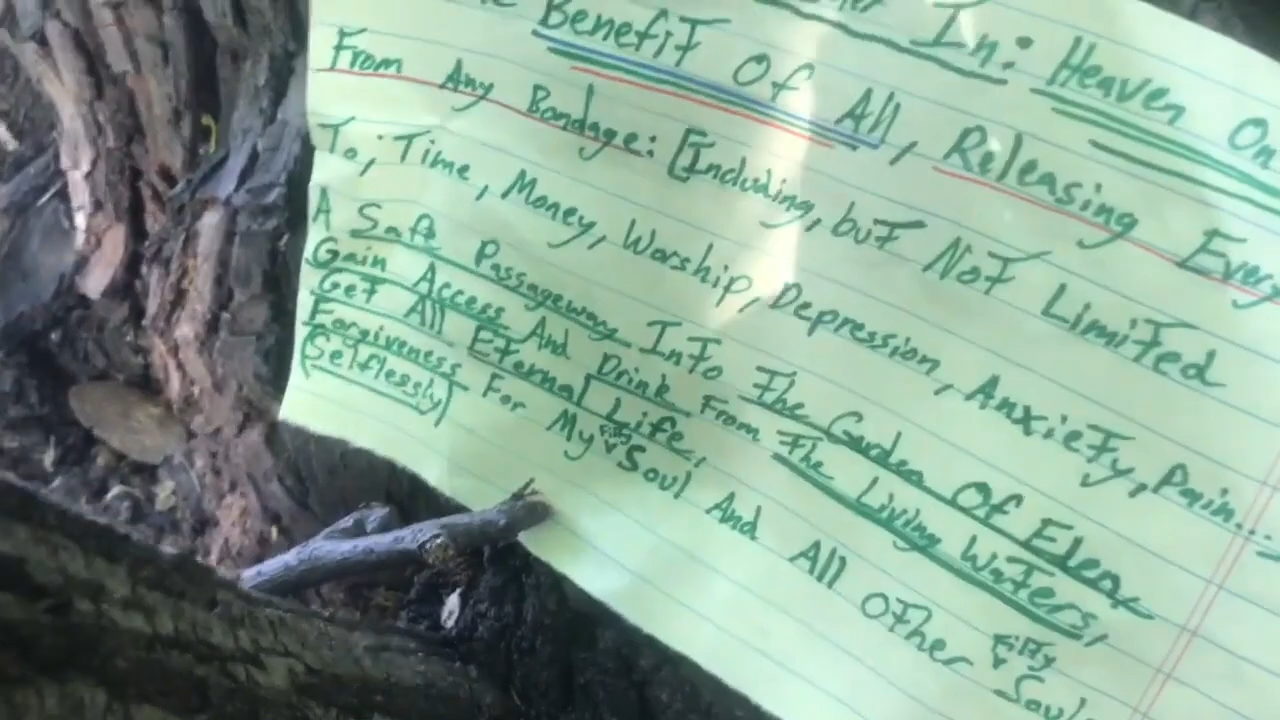 In: Heaven On
Benefit Of All, Releasing Every
From Any Bondage: [Including, but Not Limited
To; Time, Money, Worship, Depression, Anxiety, Pain...
A Safe Passageway Into The Garden Of Eden
Gain Access And Drink From The Living Waters,
Get All Eternal Life,
Forgiveness For My Filty Soul And All Other Filty
(Selflessly)